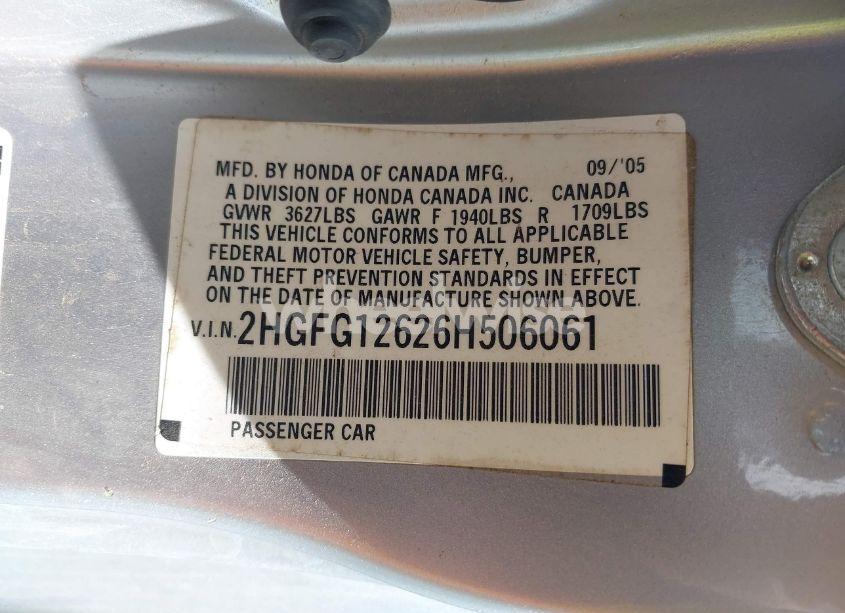 MFD. BY HONDA OF CANADA MFG., 09/'05
A DIVISION OF HONDA CANADA INC. CANADA
GVWR 3627LBS GAWR F 1940LBS R 1709LBS
THIS VEHICLE CONFORMS TO ALL APPLICABLE
FEDERAL MOTOR VEHICLE SAFETY, BUMPER,
AND THEFT PREVENTION STANDARDS IN EFFECT
ON THE DATE OF MANUFACTURE SHOWN ABOVE.
V.I.N. 2HGFG12626H506061
PASSENGER CAR